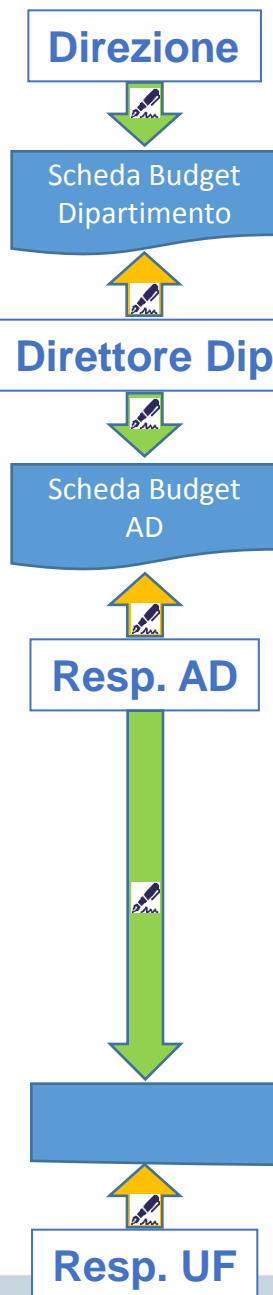 Direzione
Scheda Budget
Dipartimento
Direttore Dip
Scheda Budget
AD
Resp. AD
Resp. UF